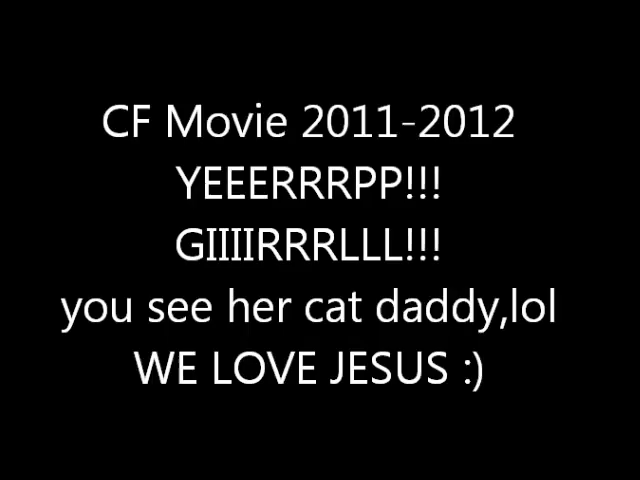 CF Movie 2011-2012
YEEERRRPP!!!
GIIIIRRRLLL!!!
you see her cat daddy,lol
WE LOVE JESUS :)